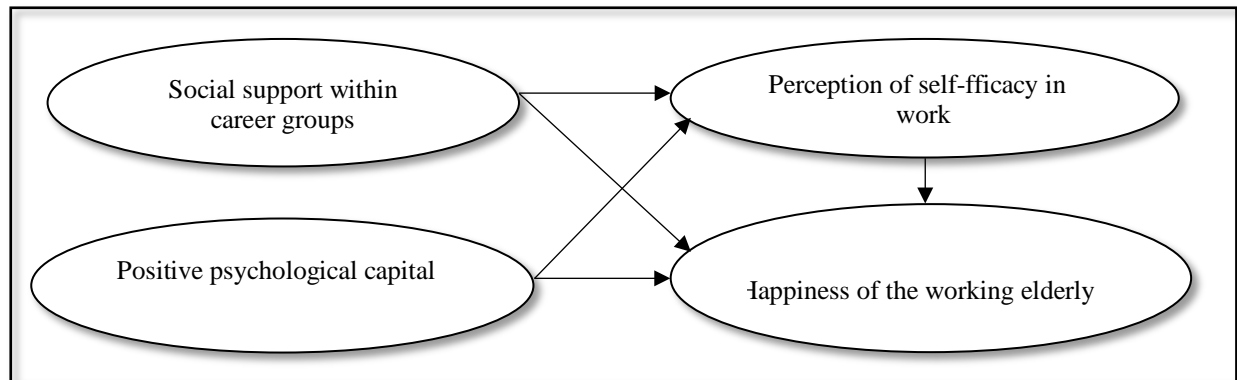 Social support within
career groups
Perception of self-fficacy in
work
Positive psychological capital
Happiness of the working elderly